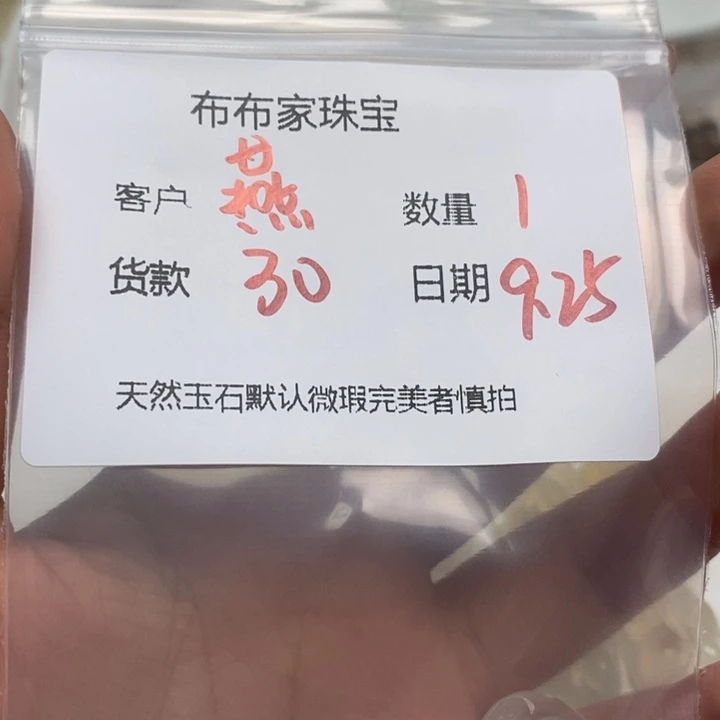 布布家珠宝
客户 燕 数量 1
货款 30 日期 9.25
天然玉石默认微瑕完美者慎拍